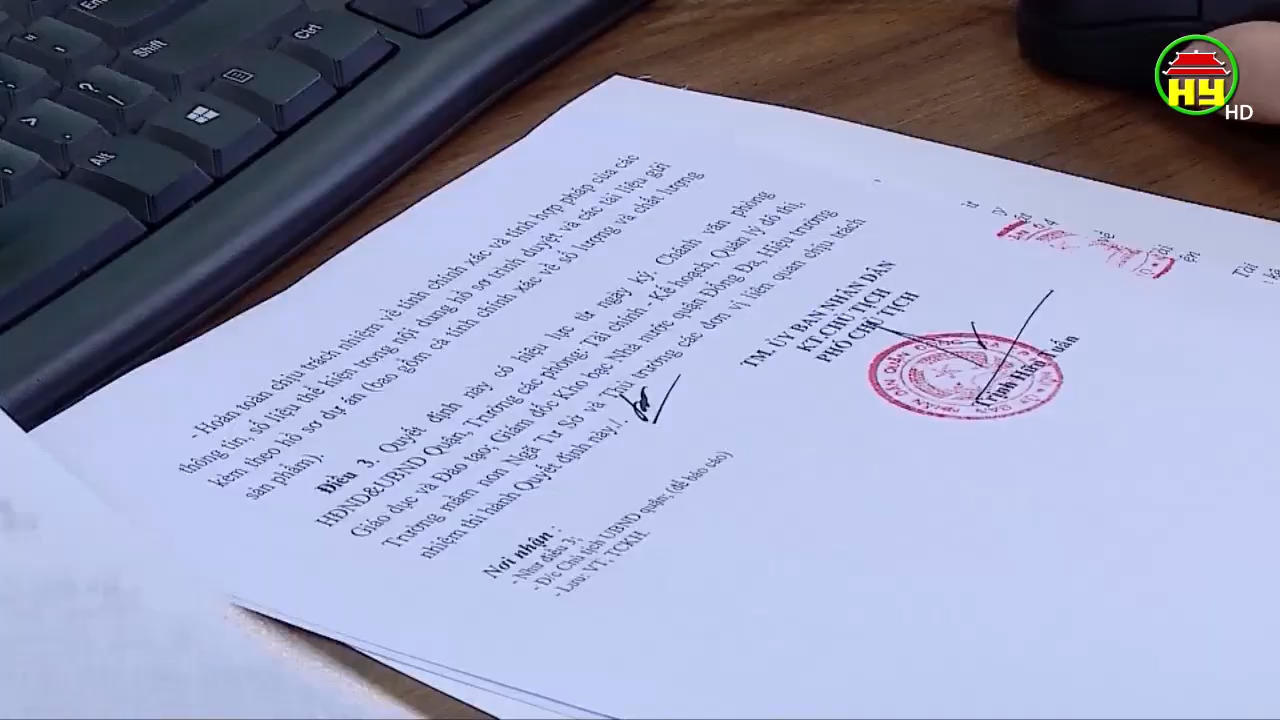 - Hoàn toàn chịu trách nhiệm về tính chính xác và tính hợp pháp của các
thông tin, số liệu thể hiện trong nội dung hồ sơ trình duyệt và các tài liệu gửi
kèm theo hồ sơ dự án (bao gồm cả tính chính xác về số lượng và chất lượng
sản phẩm).
Điều 3. Quyết định này có hiệu lực từ ngày ký. Chánh văn phòng
HĐND&UBND Quận, Trưởng các phòng: Tài chính - Kế hoạch, Quản lý đô thị,
Giáo dục và Đào tạo; Giám đốc Kho bạc Nhà nước quận Đống Đa, Hiệu trưởng
Trường mầm non Ngã Tư Sở và Thủ trưởng các đơn vị liên quan chịu trách
nhiệm thi hành Quyết định này./.
Nơi nhận :
- Như điều 3;
- Đ/c Chủ tịch UBND quận; (để báo cáo)
- Lưu: VT, TCKH
TM. ỦY BAN NHÂN DÂN
KT.CHỦ TỊCH
PHÓ CHỦ TỊCH
Trịnh Hữu Tuấn
Tài
HY
HD
Enter
Shift
Ctrl
Alt